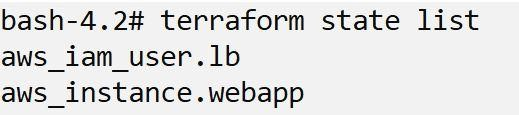 bash-4.2# terraform state list
aws_iam_user.lb
aws_instance.webapp